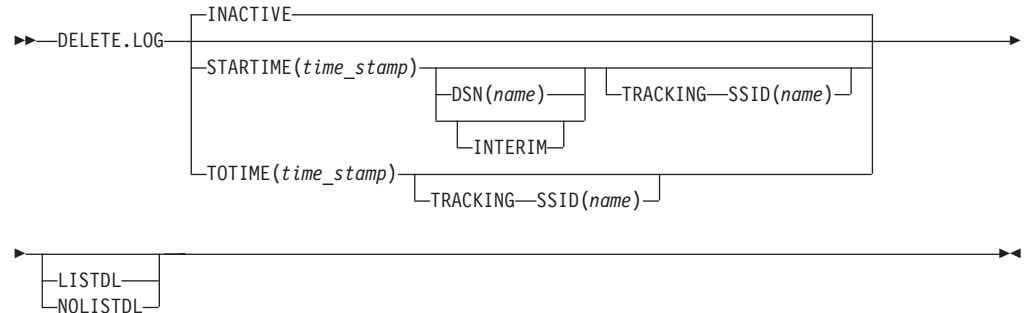 INACTIVE
DELETE.LOG
STARTIME(time_stamp)
DSN(name)
TRACKING SSID(name)
INTERIM
TOTIME(time_stamp)
TRACKING SSID(name)
LISTDL
NOLISTDL